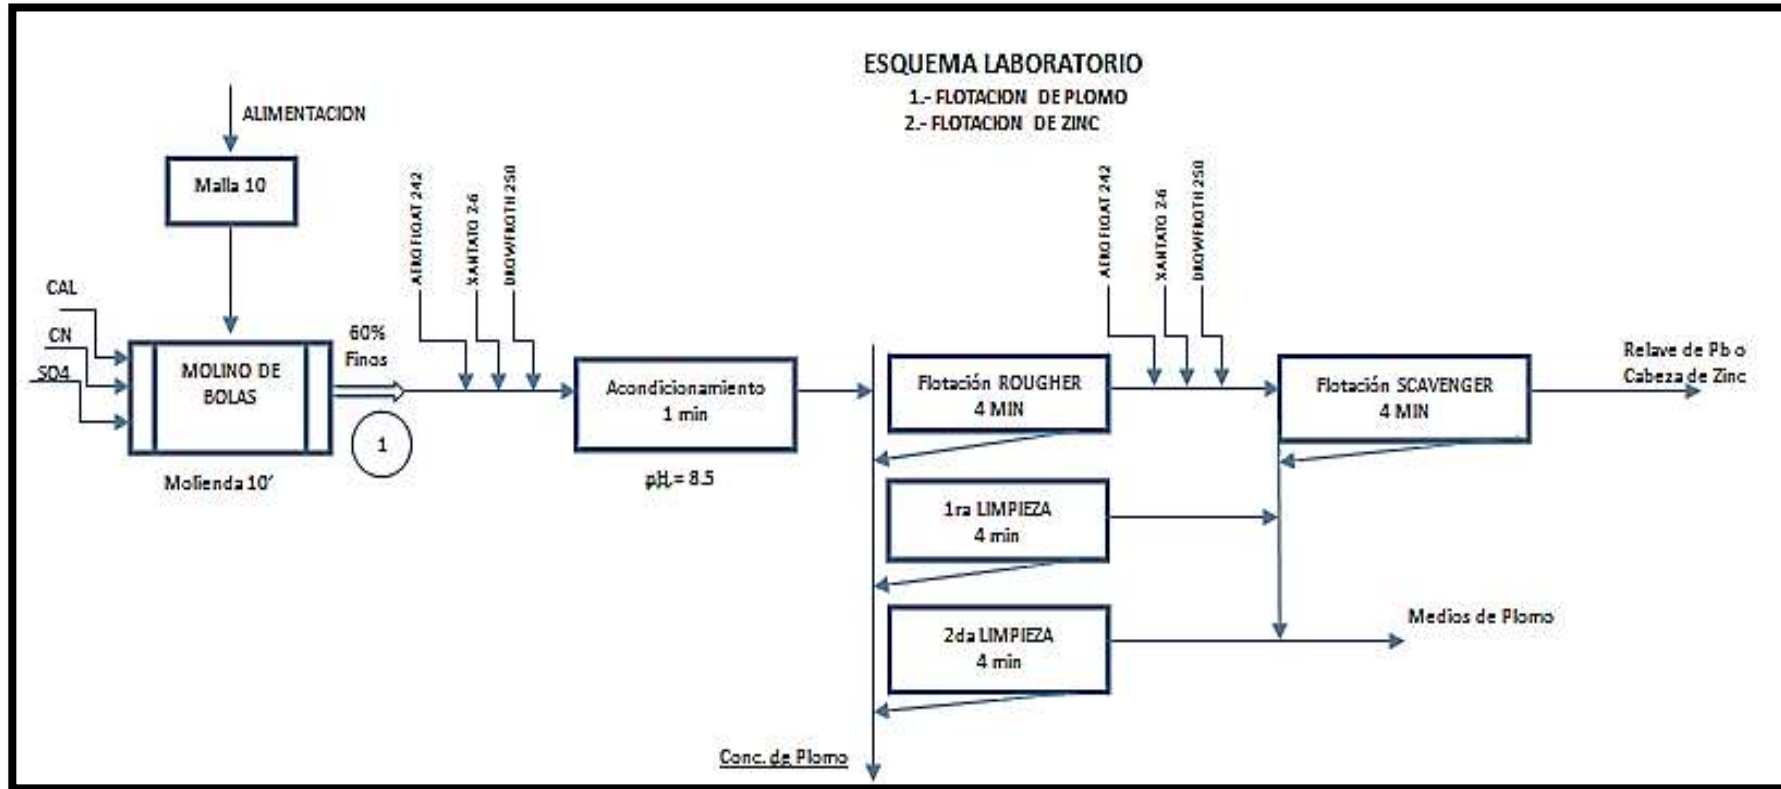 ESQUEMA LABORATORIO
1.- FLOTACION DE PLOMO
2.- FLOTACION DE ZINC
ALIMENTACION
Malla 10
CAL
CN
SO4
MOLINO DE
BOLAS
Molienda 10´
60%
Finos
1
AEROFLOAT 242
XANTATO Z-6
DROWFROTH 250
Acondicionamiento
1 min
pH = 8.5
Flotación ROUGHER
4 MIN
AEROFLOAT 242
XANTATO Z-6
DROWFROTH 250
Flotación SCAVENGER
4 MIN
Relave de Pb o
Cabeza de Zinc
1ra LIMPIEZA
4 min
2da LIMPIEZA
4 min
Medios de Plomo
Conc. de Plomo